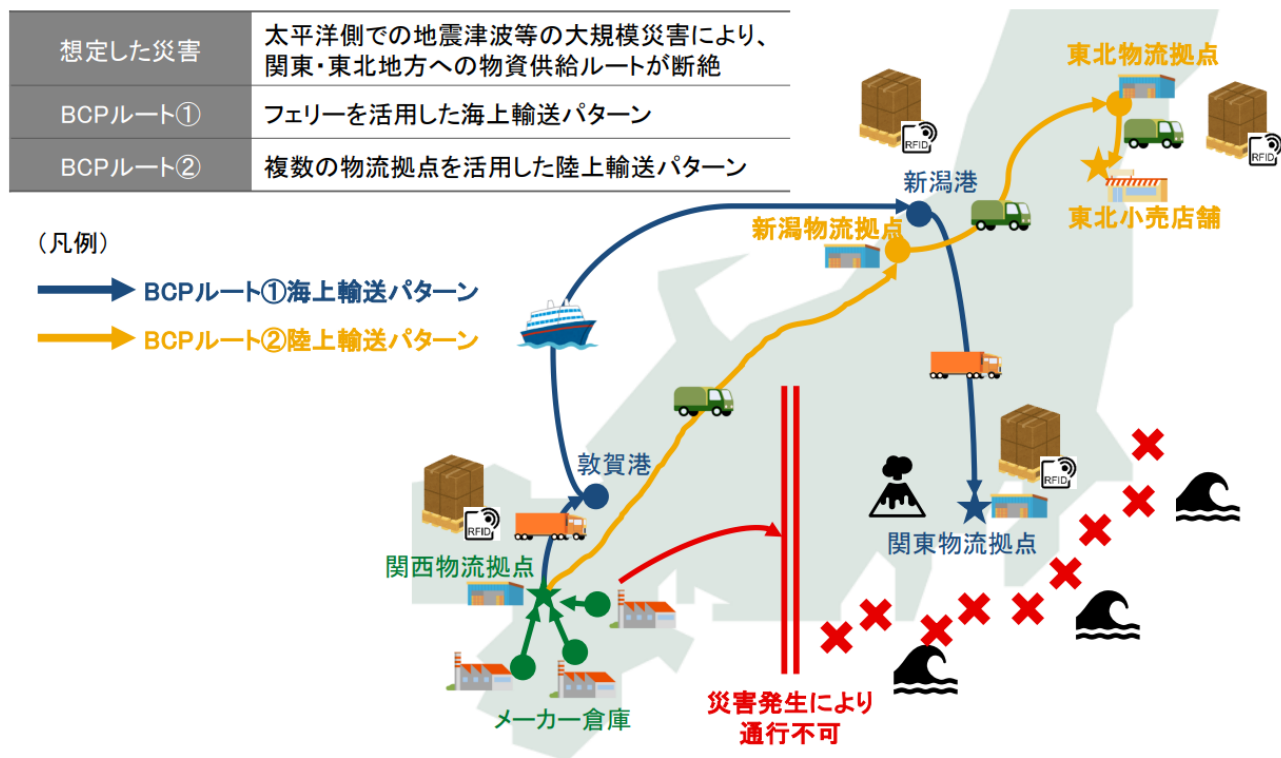 想定した災害
太平洋側での地震津波等の大規模災害により、
関東・東北地方への物資供給ルートが断絶
BCPルート①
フェリーを活用した海上輸送パターン
BCPルート②
複数の物流拠点を活用した陸上輸送パターン
(凡例)
BCPルート①海上輸送パターン
BCPルート②陸上輸送パターン
東北物流拠点
RFID
RFID
東北小売店舗
新潟港
新潟物流拠点
敦賀港
RFID
関西物流拠点
メーカー倉庫
RFID
関東物流拠点
災害発生により
通行不可